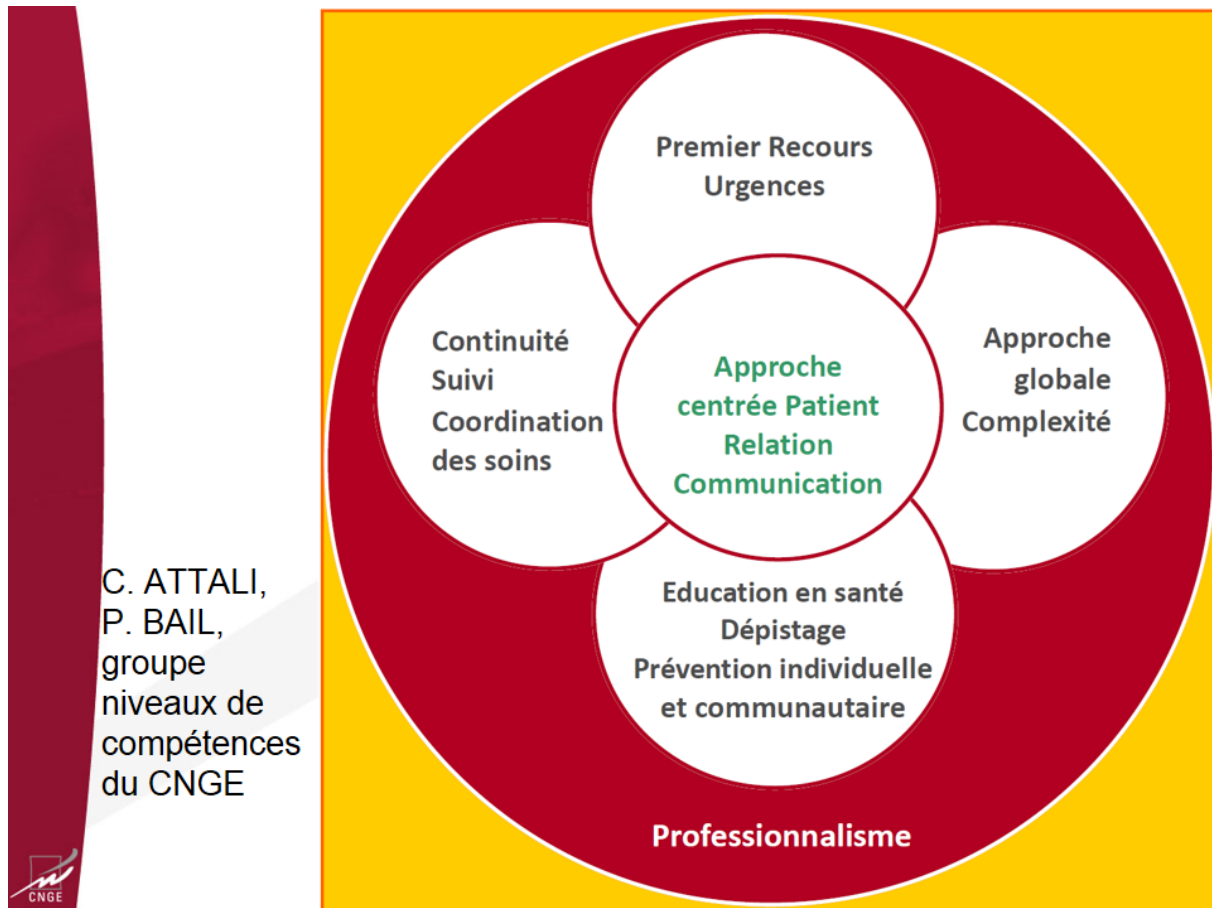 Premier Recours
Urgences
Continuité
Suivi
Coordination
des soins
Approche
centrée Patient
Relation
Communication
Approche
globale
Complexité
Education en santé
Dépistage
Prévention individuelle
et communautaire
Professionnalisme
C. ATTALI,
P. BAIL,
groupe
niveaux de
compétences
du CNGE
CNGE